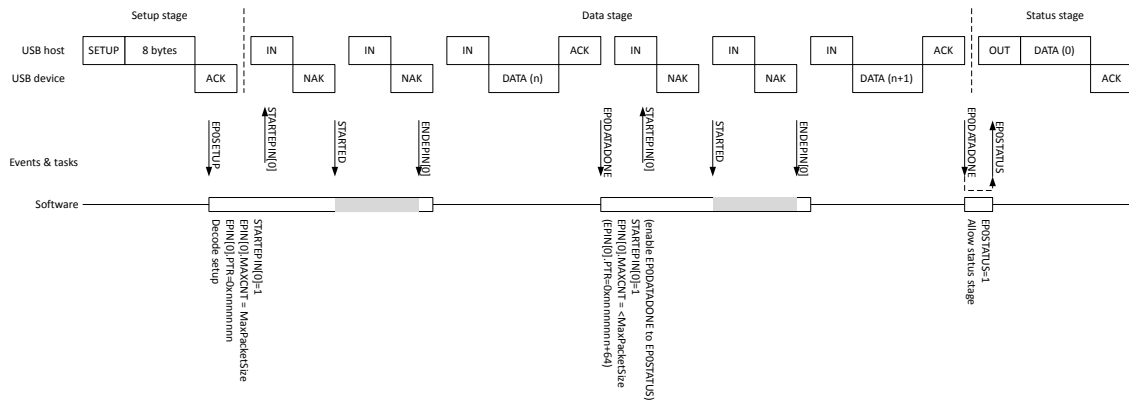 Setup stage
Data stage
Status stage
USB host
SETUP
8 bytes
IN
IN
IN
ACK
IN
IN
IN
ACK
OUT
DATA (0)
USB device
ACK
NAK
NAK
DATA (n)
NAK
NAK
DATA (n+1)
ACK
Events & tasks
EP0SETUP
STARTEPIN[0]
STARTED
ENDEPIN[0]
EP0DATADONE
STARTEPIN[0]
STARTED
ENDEPIN[0]
EP0DATADONE
EP0STATUS
Software
STARTEPIN[0]=1
EPIN[0].MAXCNT = MaxPacketSize
EPIN[0].PTR=0xnnnnnnnn
Decode setup
(enable EP0DATADONE to EP0STATUS)
STARTEPIN[0]=1
EPIN[0].MAXCNT = <MaxPacketSize
(EPIN[0].PTR=0xnnnnnnnn+64)
EP0STATUS=1
Allow status stage